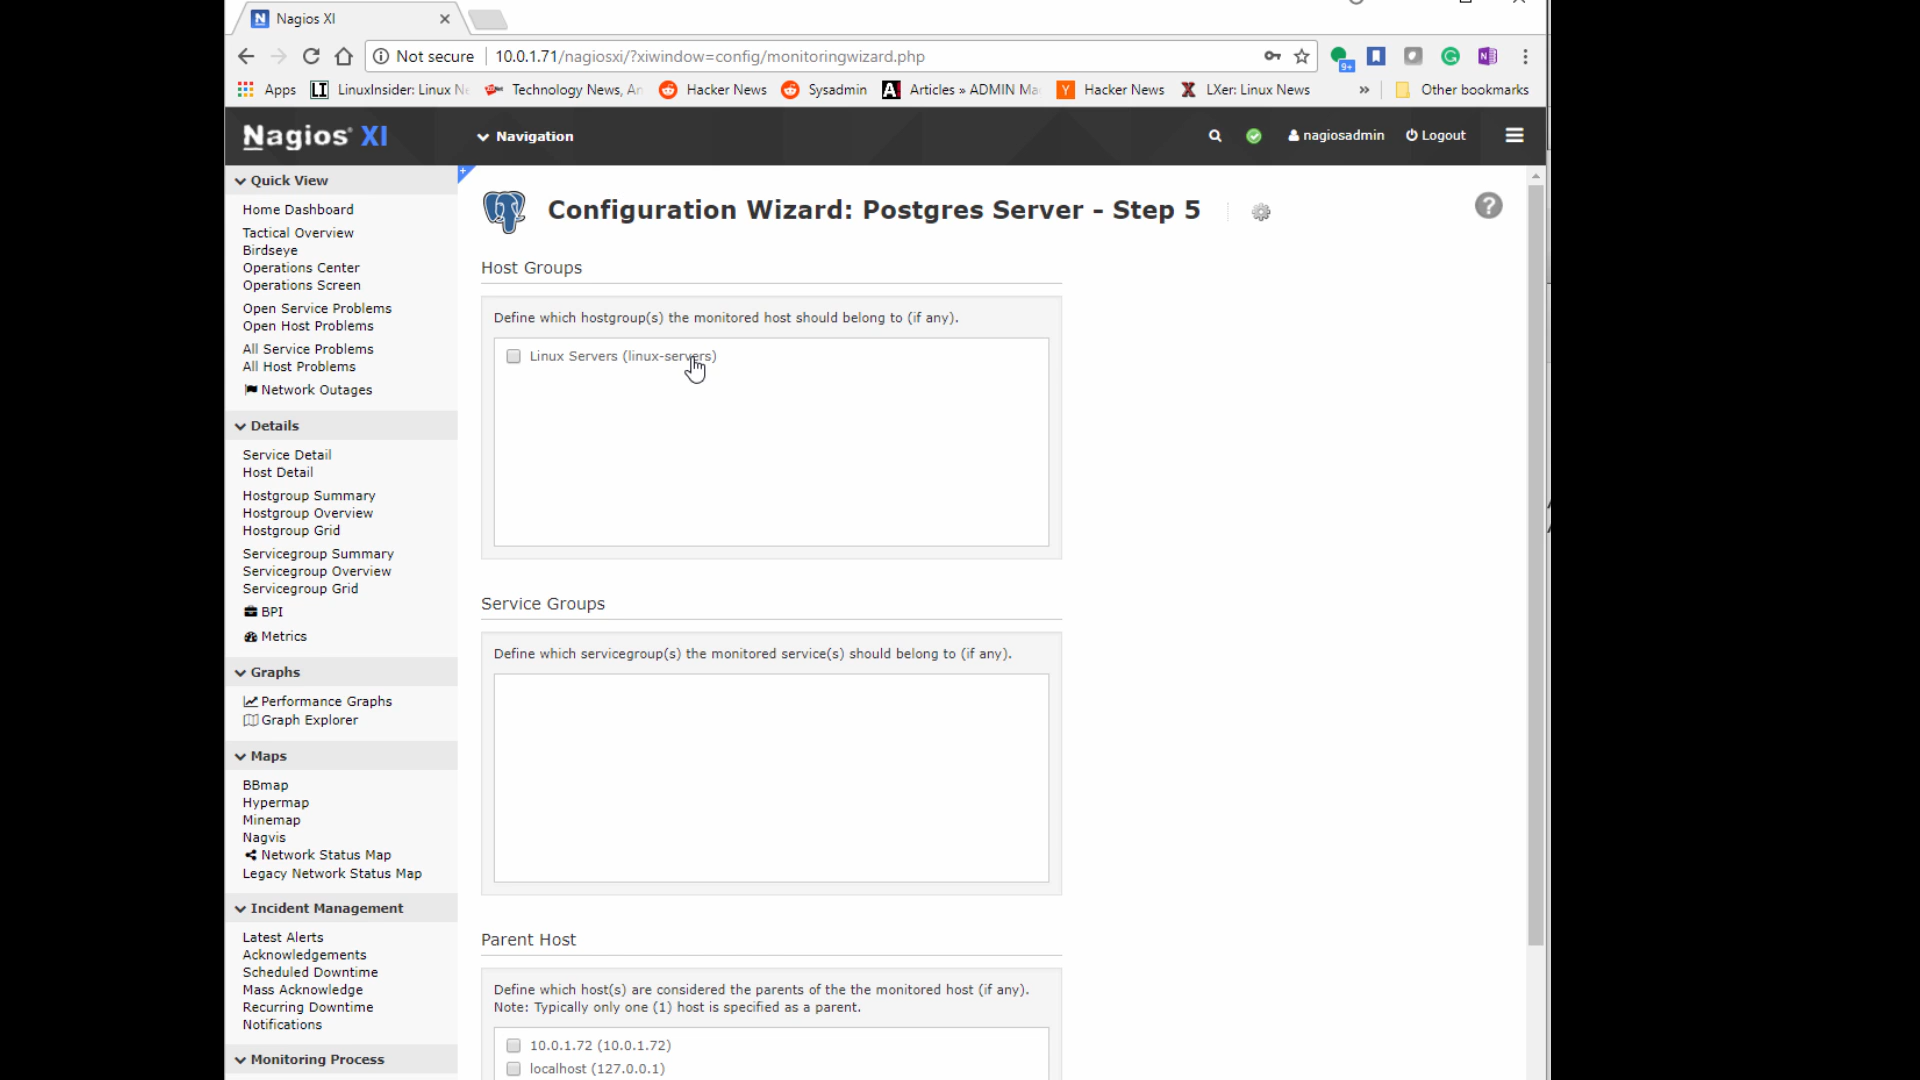 Nagios XI
Not secure
10.0.1.71/nagiosxi/?xiwindow=config/monitoringwizard.php
9+
Apps
LinuxInsider: Linux N
Technology News, An
Hacker News
Sysadmin
Articles » ADMIN Ma
Hacker News
LXer: Linux News
»
Other bookmarks
Nagios® XI
Navigation
nagiosadmin
Logout
Quick View
Home Dashboard
Tactical Overview
Birdseye
Operations Center
Operations Screen
Open Service Problems
Open Host Problems
All Service Problems
All Host Problems
Network Outages
Details
Service Detail
Host Detail
Hostgroup Summary
Hostgroup Overview
Hostgroup Grid
Servicegroup Summary
Servicegroup Overview
Servicegroup Grid
BPI
Metrics
Graphs
Performance Graphs
Graph Explorer
Maps
BBmap
Hypermap
Minemap
Nagvis
Network Status Map
Legacy Network Status Map
Incident Management
Latest Alerts
Acknowledgements
Scheduled Downtime
Mass Acknowledge
Recurring Downtime
Notifications
Monitoring Process
Configuration Wizard: Postgres Server - Step 5
Host Groups
Define which hostgroup(s) the monitored host should belong to (if any).
Linux Servers (linux-servers)
Service Groups
Define which servicegroup(s) the monitored service(s) should belong to (if any).
Parent Host
Define which host(s) are considered the parents of the the monitored host (if any).
Note: Typically only one (1) host is specified as a parent.
10.0.1.72 (10.0.1.72)
localhost (127.0.0.1)